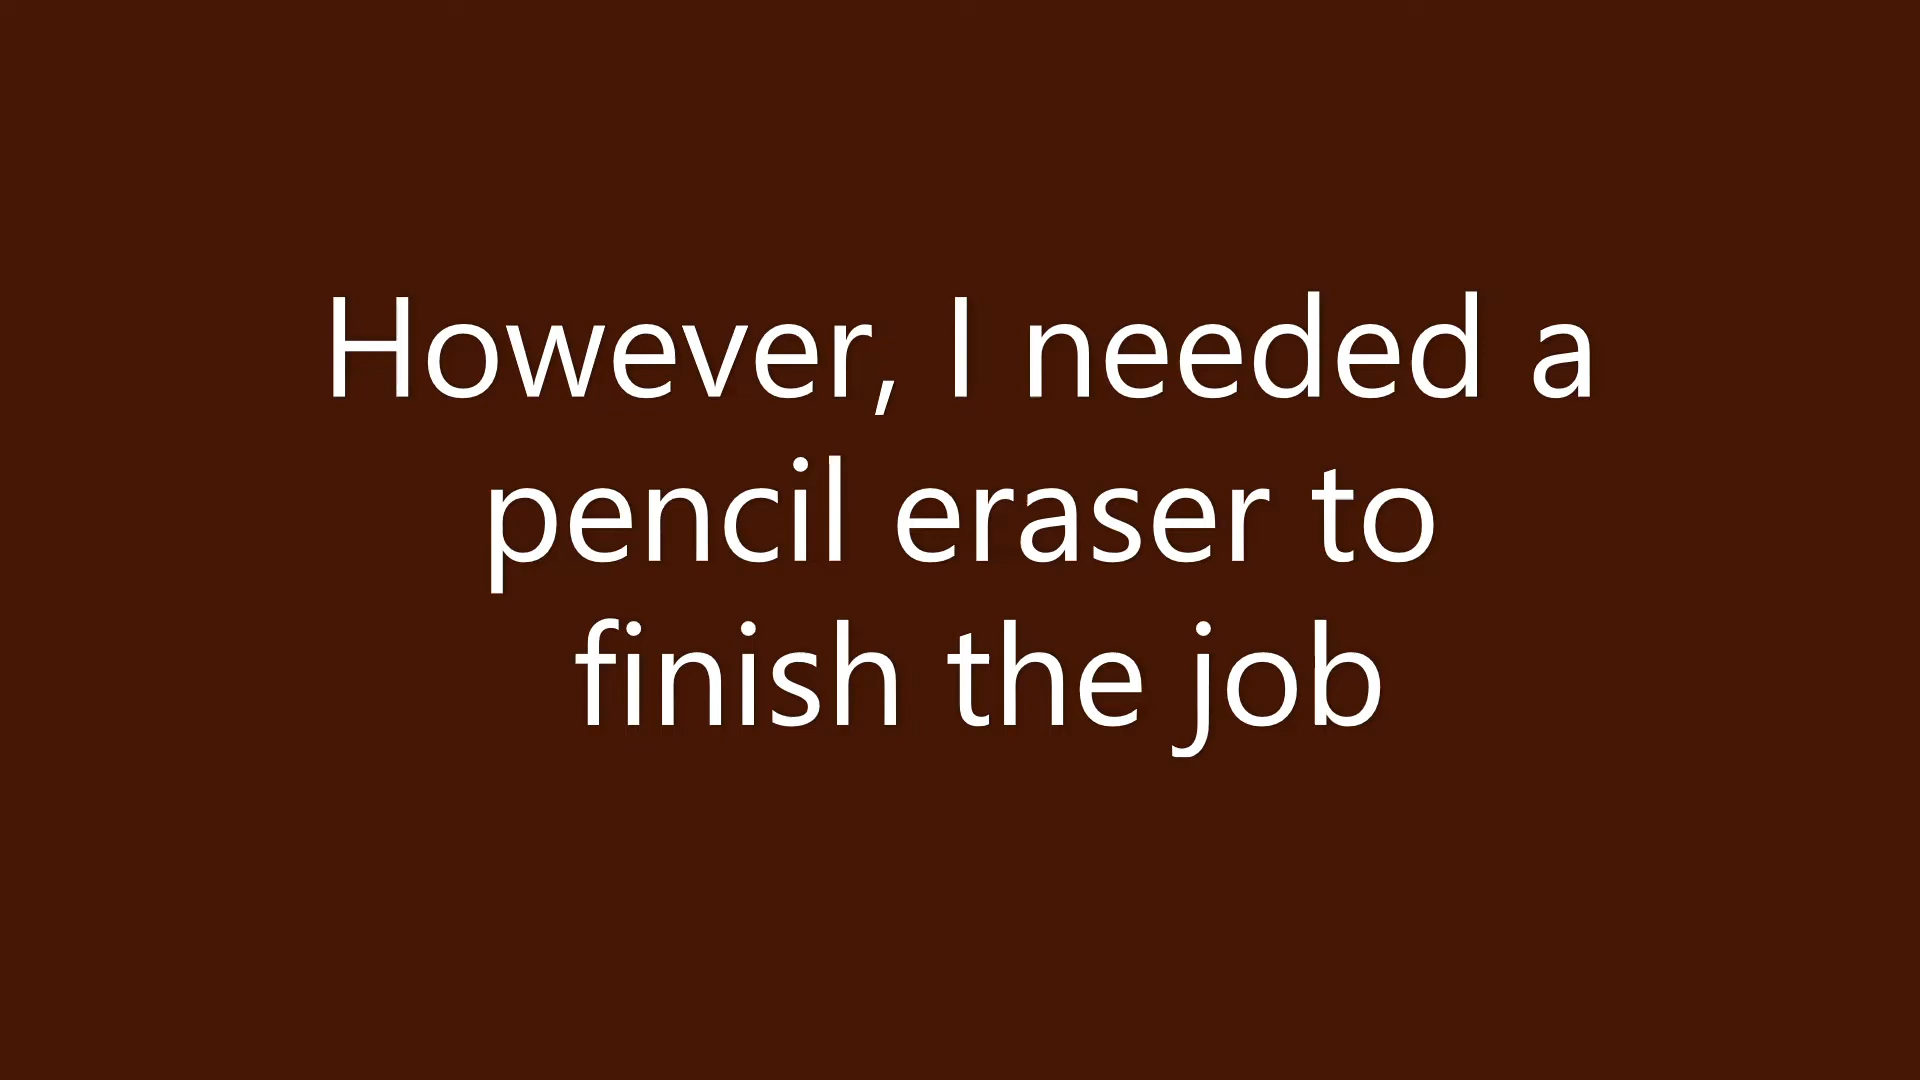 However, I needed a
pencil eraser to
finish the job